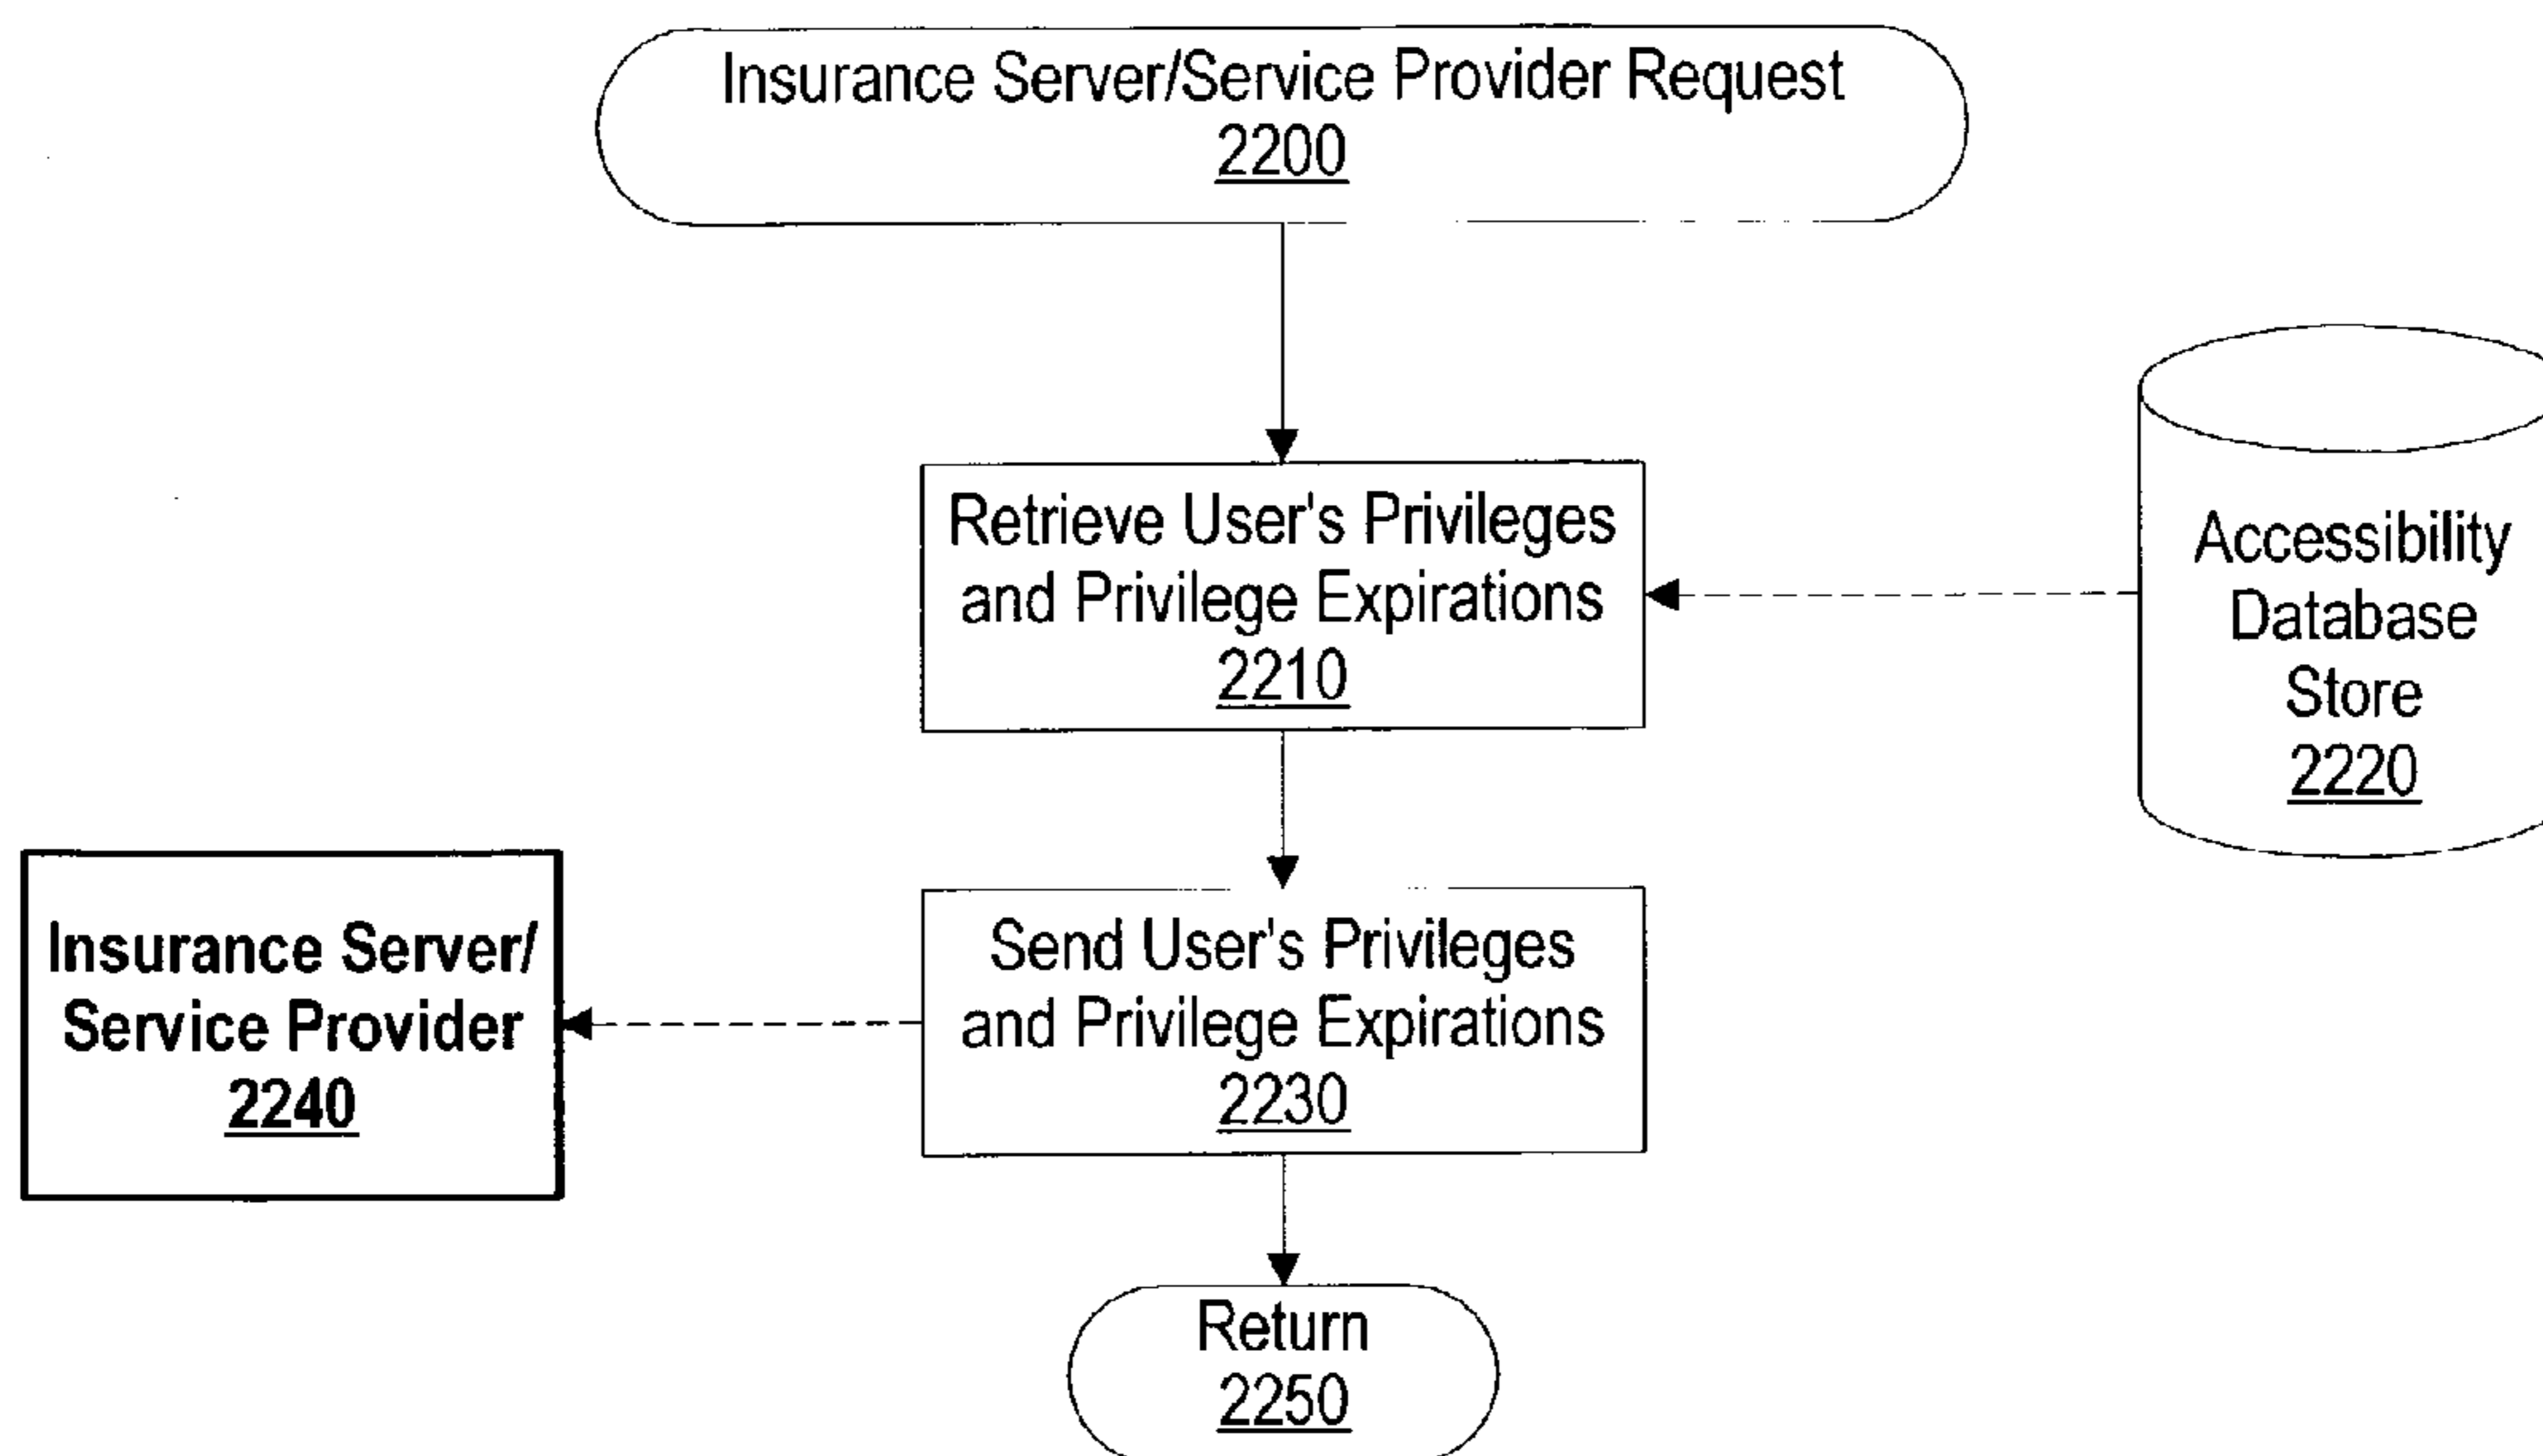 Insurance Server/Service Provider Request
2200
Retrieve User's Privileges
and Privilege Expirations
2210
Accessibility
Database
Store
2220
Insurance Server/
Service Provider
2240
Send User's Privileges
and Privilege Expirations
2230
Return
2250